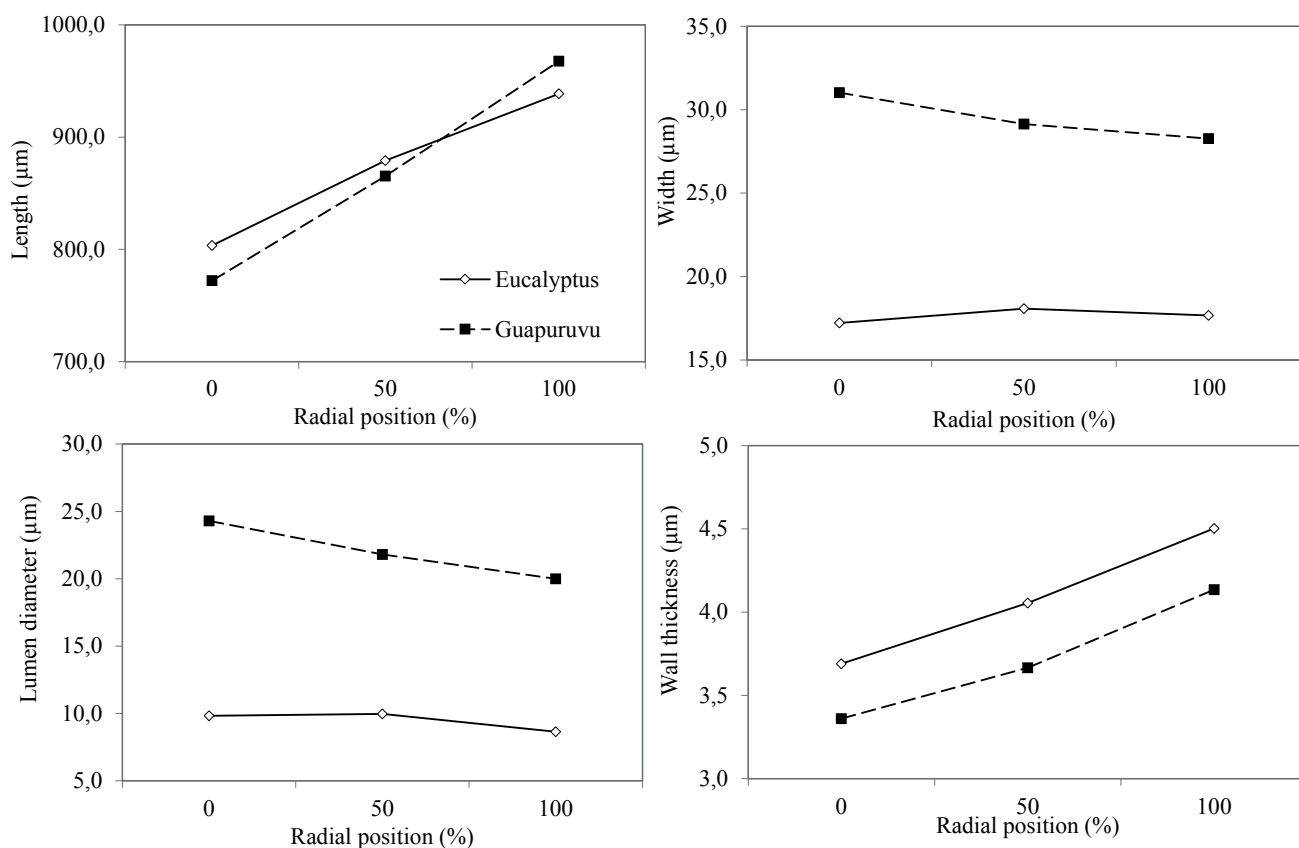 Length (µm)
1000,0
900,0
800,0
700,0
Eucalyptus
Guapuruvu
0 50 100
Radial position (%)
Width (µm)
35,0
30,0
25,0
20,0
15,0
0 50 100
Radial position (%)
Lumen diameter (µm)
30,0
25,0
20,0
15,0
10,0
5,0
0 50 100
Radial position (%)
Wall thickness (µm)
5,0
4,5
4,0
3,5
3,0
0 50 100
Radial position (%)